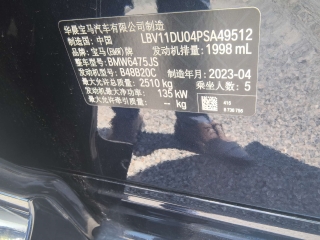 华晨宝马汽车有限公司制造
制造国：中国 LBV11DU04PSA49512
品牌：宝马(BMW)牌 发动机排量：1998 mL
整车型号：BMW6475JS
发动机型号：B48B20C 制造年月：2023-04
最大允许总质量：2510 kg 乘坐人数：5
发动机最大净功率：135 kW
最大允许牵引质量： kg